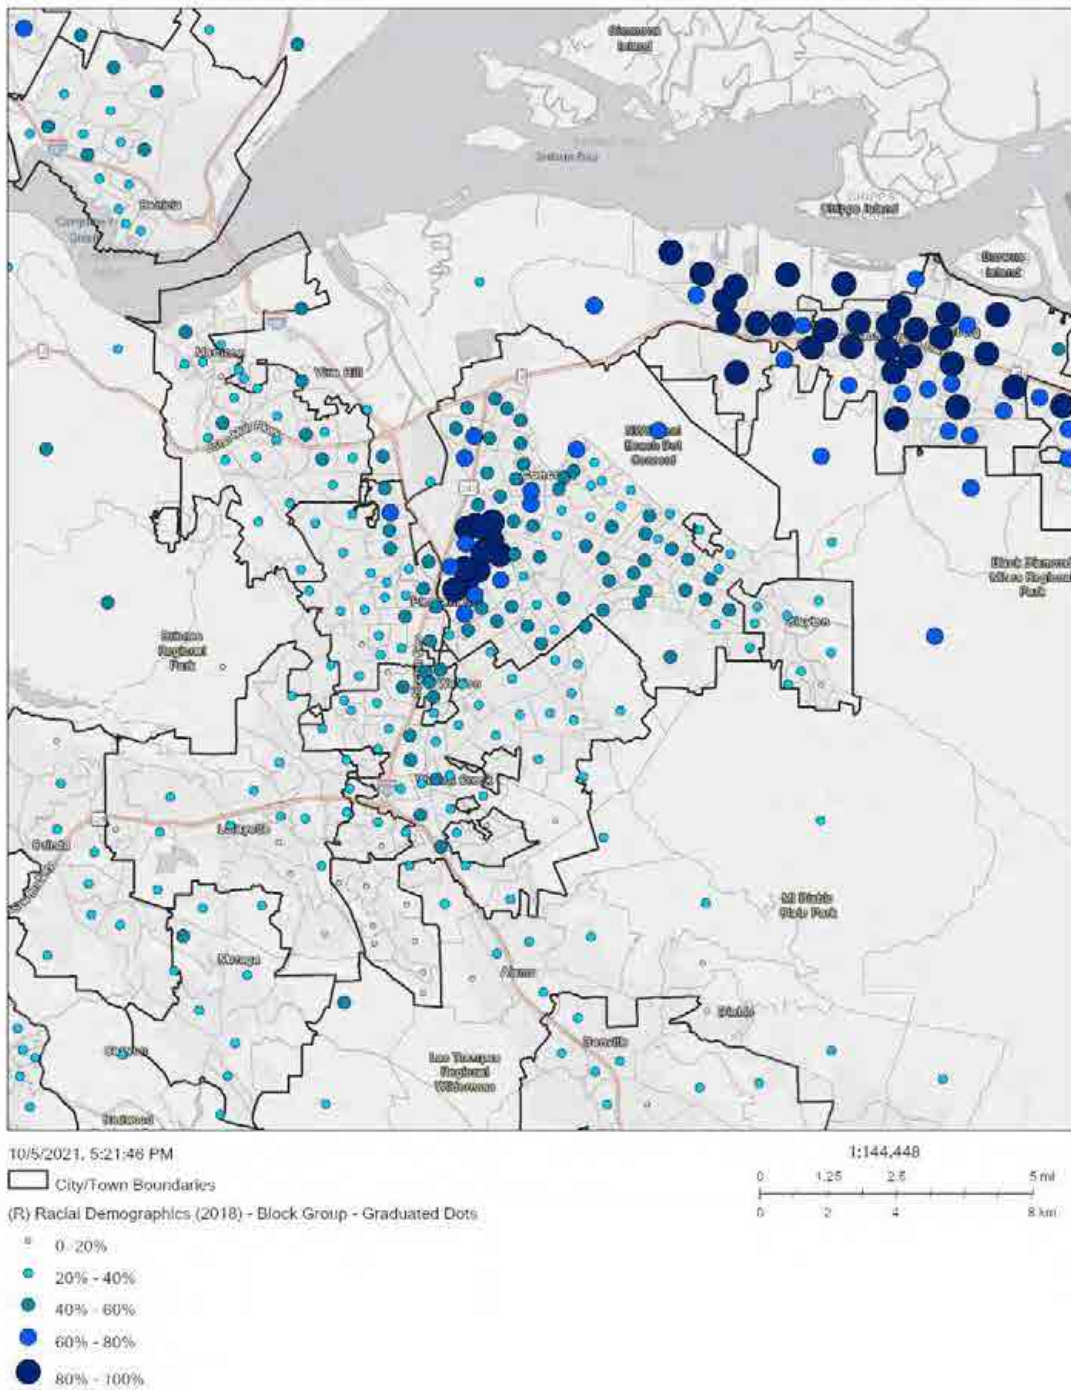 Simmons
Island
Chipps Island
Browns
Island
Benicia
Martinez
Vine Hill
Concord
Black Diamond
Mines Regional
Park
Clayton
Briones
Regional
Park
Walnut Creek
Lafayette
Orinda
Mt Diablo
State Park
Moraga
Alamo
Diablo
Danville
Canyon
Las Trampas
Regional
Wilderness
Redwood
10/5/2021, 5:21:46 PM
1:144,448
City/Town Boundaries
0 1.25 2.5 5 mi
0 2 4 8 km
(R) Racial Demographics (2018) - Block Group - Graduated Dots
0 -20%
20% - 40%
40% - 60%
60% - 80%
80% - 100%